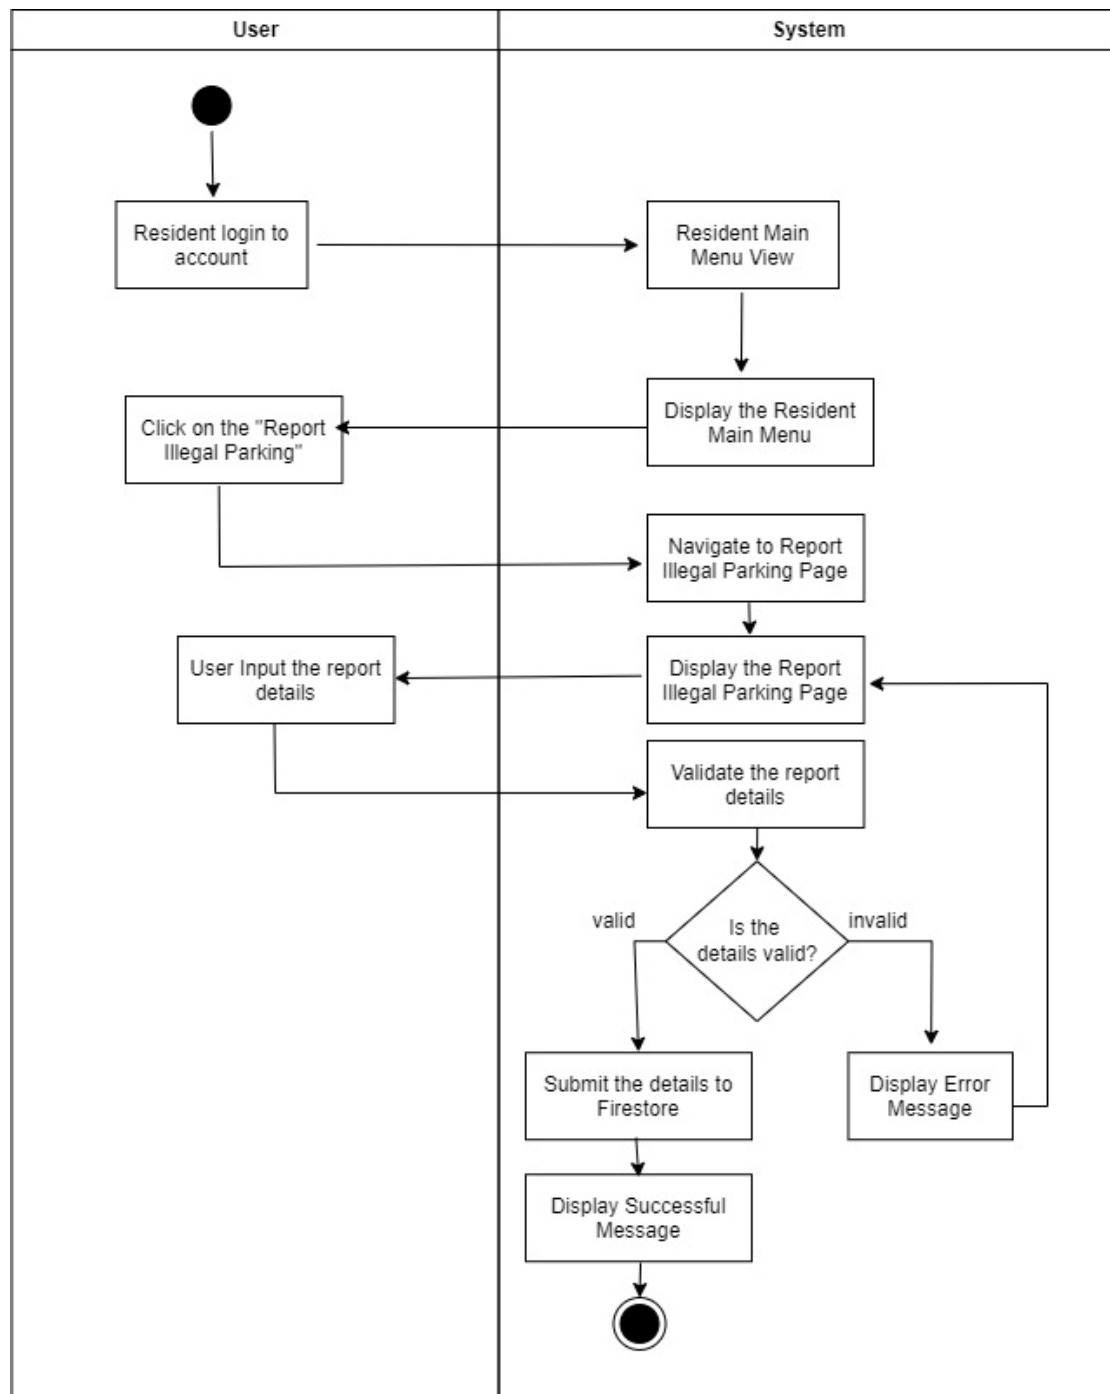 User
System
Resident login to
account
Resident Main
Menu View
Display the Resident
Main Menu
Click on the "Report
Illegal Parking"
Navigate to Report
Illegal Parking Page
Display the Report
Illegal Parking Page
User Input the report
details
Validate the report
details
Is the
details valid?
valid
invalid
Submit the details to
Firestore
Display Error
Message
Display Successful
Message